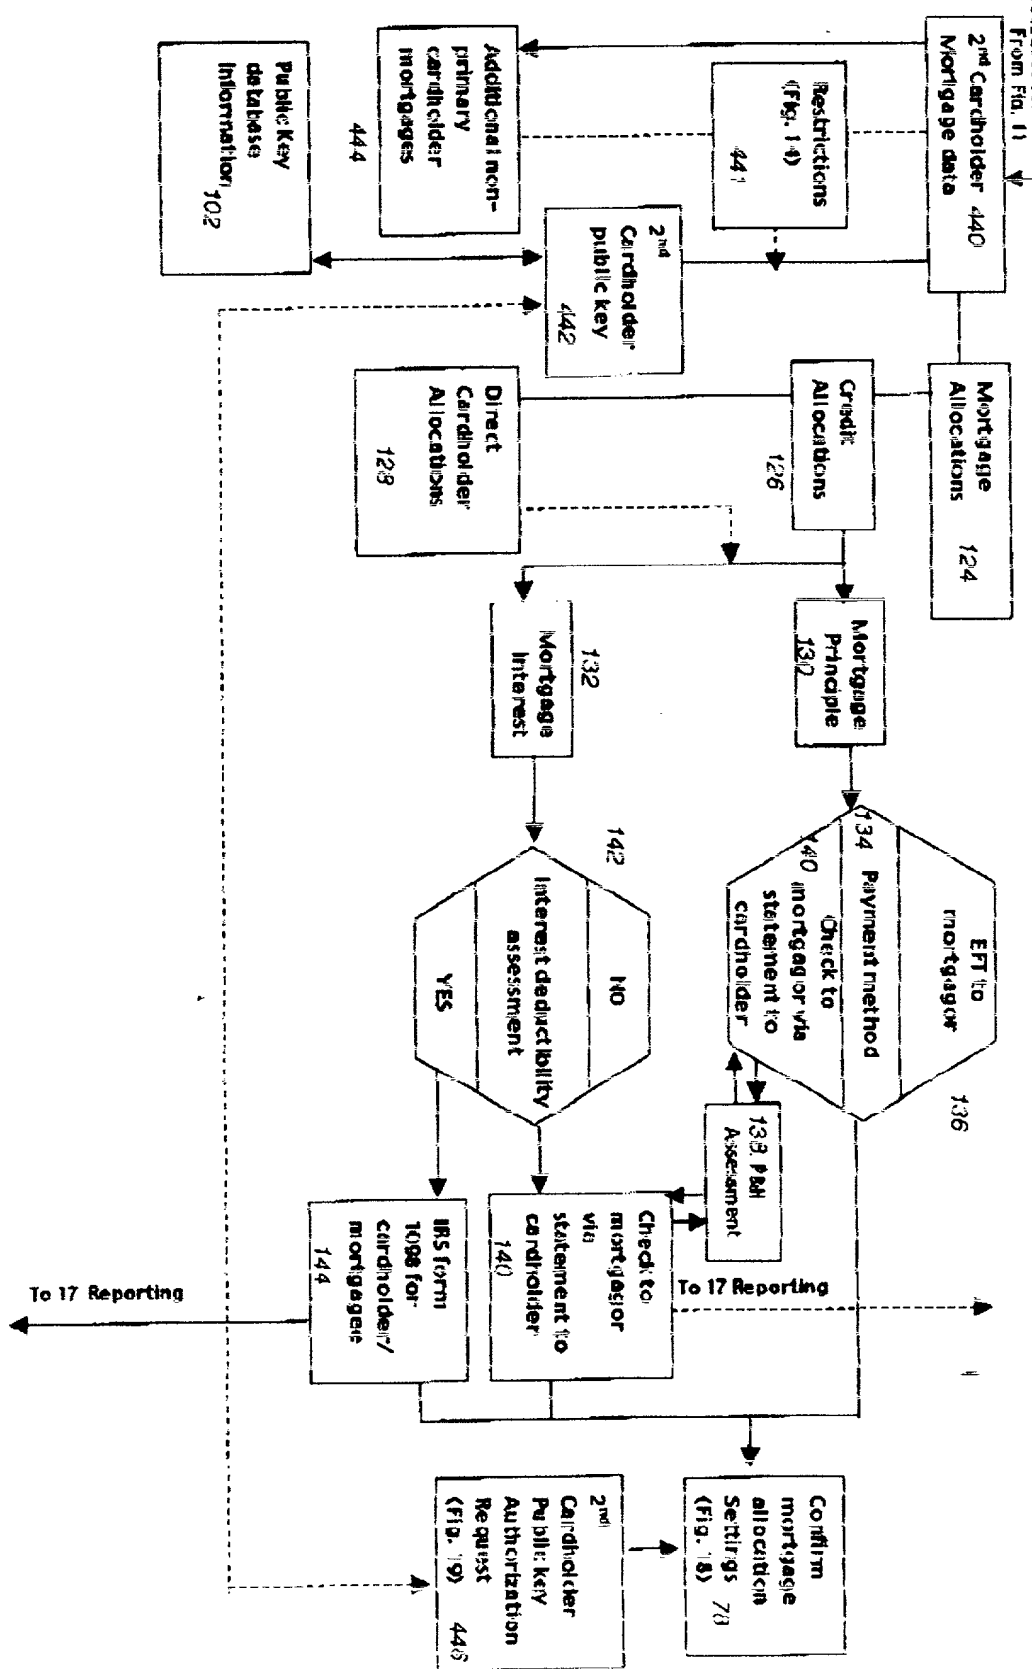 From Fig. 11
2nd Cardholder 440
Mortgage data
Restrictions
(Fig. 14)
441
Additional non-
primary
cardholder
mortgages
444
Public Key
database
Information
102
2nd
Cardholder
public key
442
Mortgage
Allocations
124
Credit
Allocations
126
Direct
Cardholder
Allocations
128
Mortgage
Principle
130
132
Mortgage
Interest
EFT to
mortgagor
136
134 Payment method
140 Check to
mortgagor via
statement to
cardholder
138. P&H
Assessment
142
NO
Interest deductibility
assessment
YES
Check to
mortgagor
via
statement to
cardholder
140
IRS form
1098 for
cardholder/
mortgagee
144
To 17 Reporting
To 17 Reporting
Confirm
mortgage
allocation
Settings 78
(Fig. 18)
2nd
Cardholder
Public key
Authorization
Request
(Fig. 19)
446